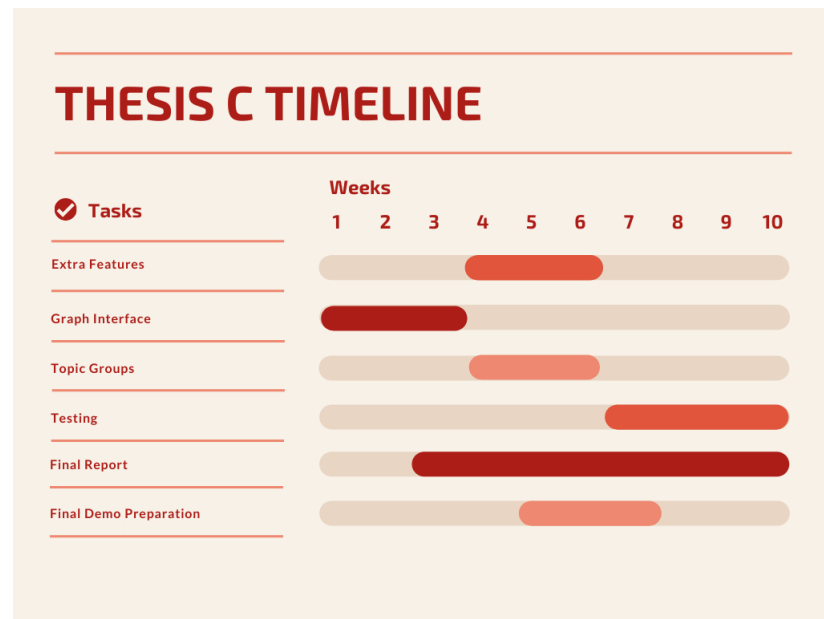 THESIS C TIMELINE
Weeks
Tasks
1 2 3 4 5 6 7 8 9 10
Extra Features
Graph Interface
Topic Groups
Testing
Final Report
Final Demo Preparation